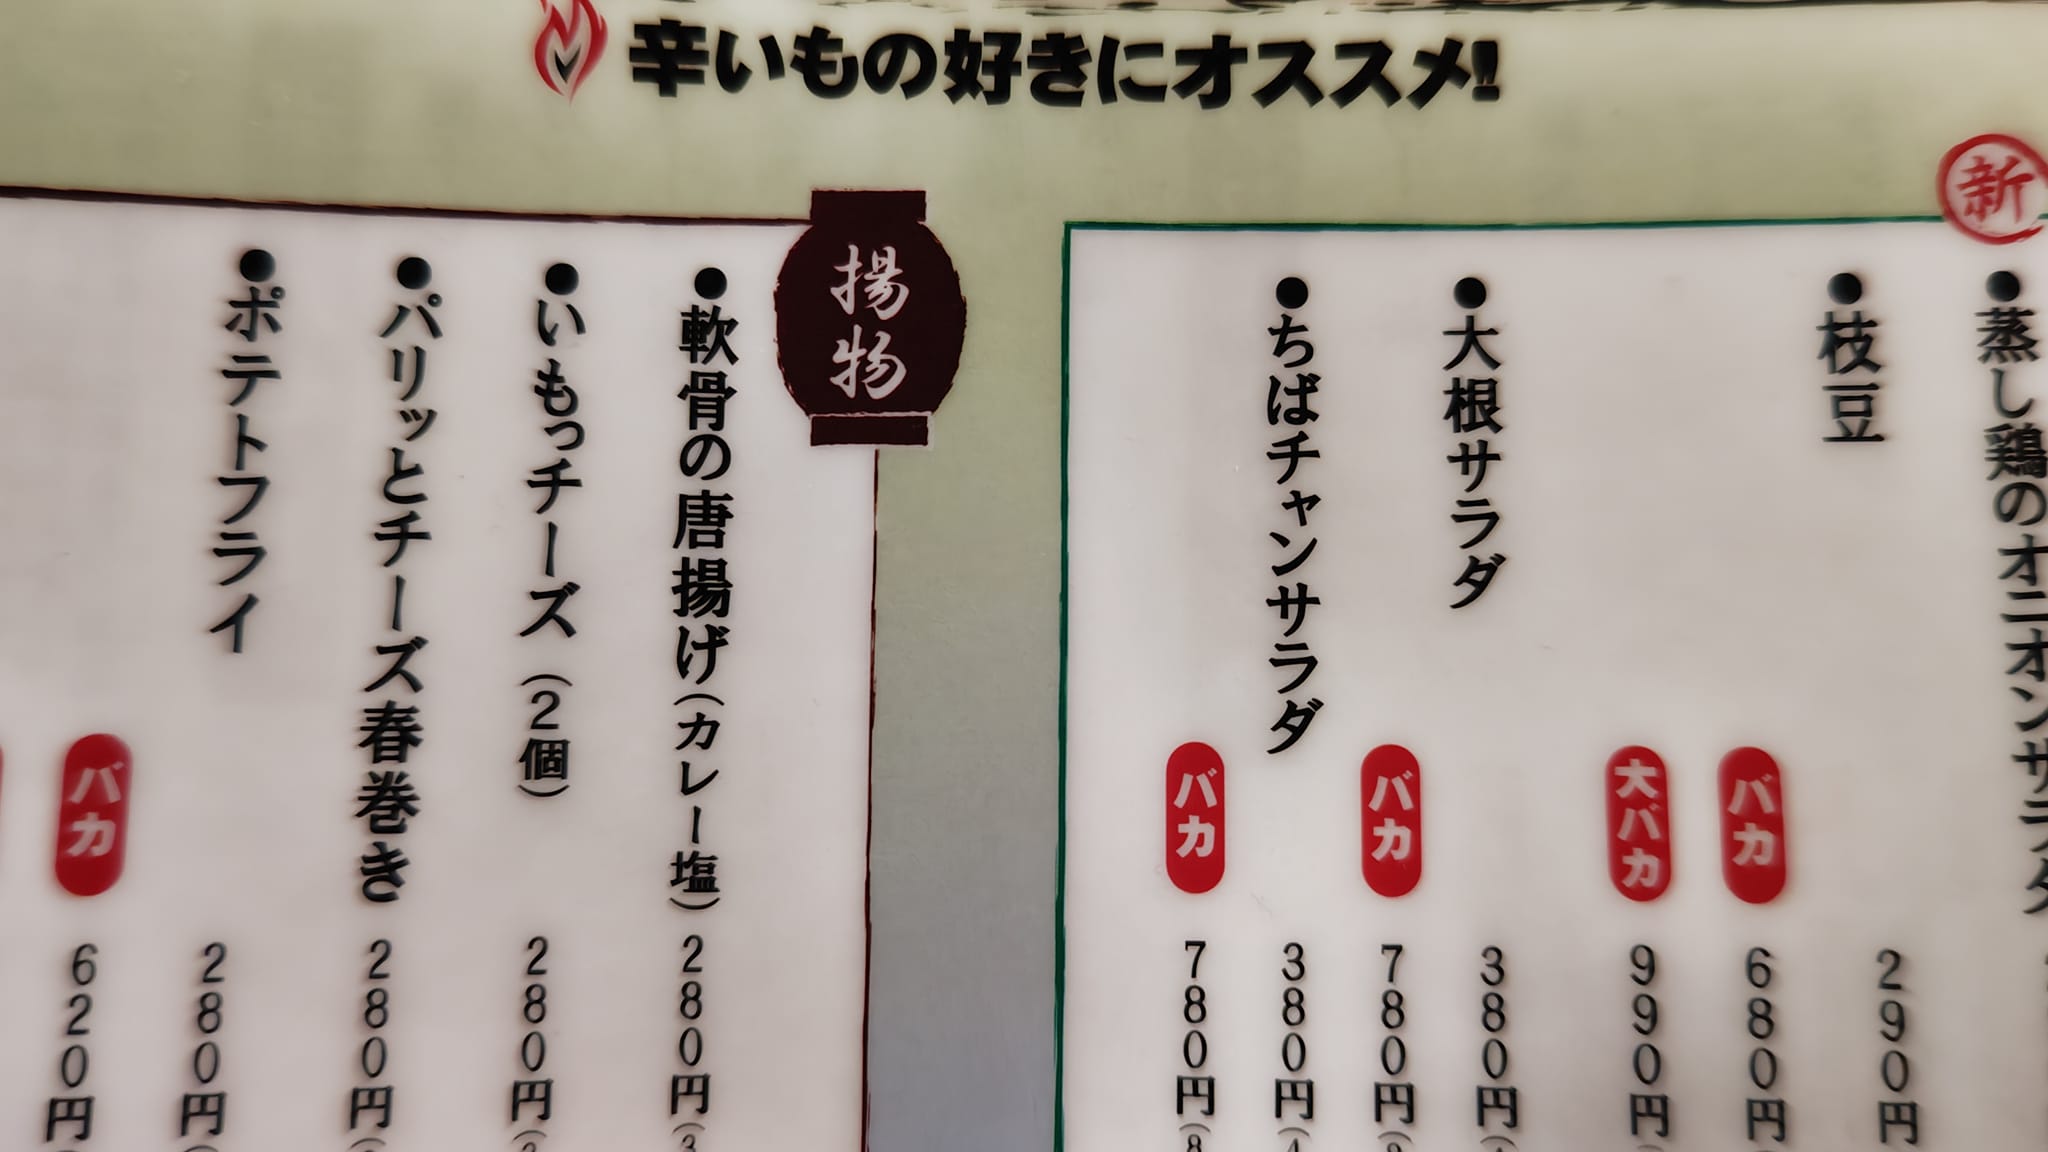 辛いもの好きにオススメ!!
新
●蒸し鶏のオニオンサラダ
●枝豆
290円
バカ 680円
大バカ 990円
●大根サラダ
380円
バカ 780円
●ちばチャンサラダ
380円
バカ 780円
揚物
●軟骨の唐揚げ(カレー塩) 280円
●いもっチーズ(2個) 280円
●パリッとチーズ春巻き 280円
●ポテトフライ 280円
バカ 620円